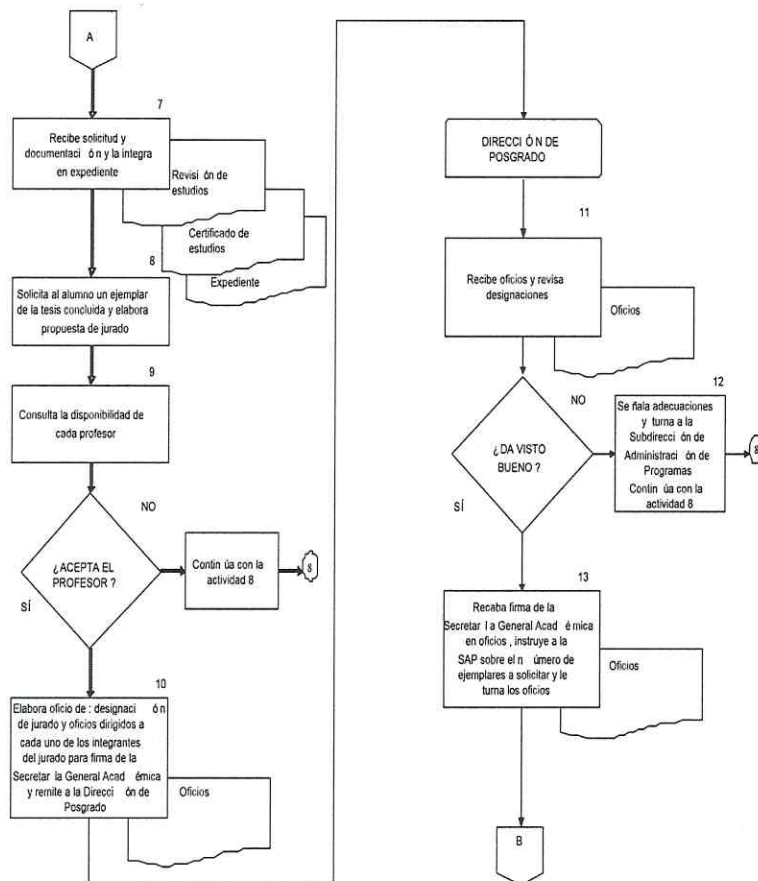 A
7
Recibe solicitud y
documentaci ó n y la integra
en expediente
Revisi ón de
estudios
Certificado de
estudios
Expediente
8
Solicita al alumno un ejemplar
de la tesis concluida y elabora
propuesta de jurado
9
Consulta la disponibilidad de
cada profesor
NO
¿ACEPTA EL
PROFESOR ?
SÍ
Contin úa con la
actividad 8
8
10
Elabora oficio de : designaci ó n
de jurado y oficios dirigidos a
cada uno de los integrantes
del jurado para firma de la
Secretar ía General Acad émica
y remite a la Direcci ón de
Posgrado
Oficios
DIRECCI Ó N DE
POSGRADO
11
Recibe oficios y revisa
designaciones
Oficios
NO
¿DA VISTO
BUENO ?
SÍ
12
Se ñala adecuaciones
y turna a la
Subdirecci ón de
Administraci ón de
Programas
Contin úa con la
actividad 8
8
13
Recaba firma de la
Secretar í a General Acad é mica
en oficios , instruye a la
SAP sobre el n úmero de
ejemplares a solicitar y le
turna los oficios
Oficios
B